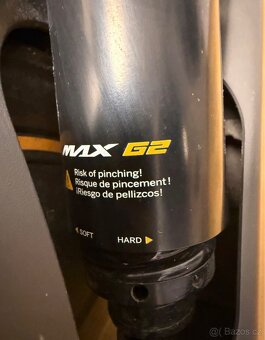 MAX G2
Risk of pinching!
Risque de pincement!
¡Riesgo de pellizcos!
SOFT
HARD
Bazos.cz